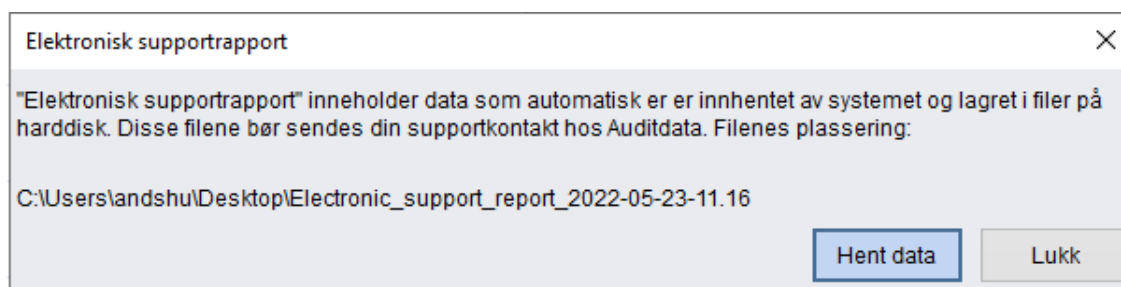 Elektronisk supportrapport
"Elektronisk supportrapport" inneholder data som automatisk er er innhentet av systemet og lagret i filer på
harddisk. Disse filene bør sendes din supportkontakt hos Auditdata. Filenes plassering:
C:\Users\andshu\Desktop\Electronic_support_report_2022-05-23-11.16
Hent data
Lukk